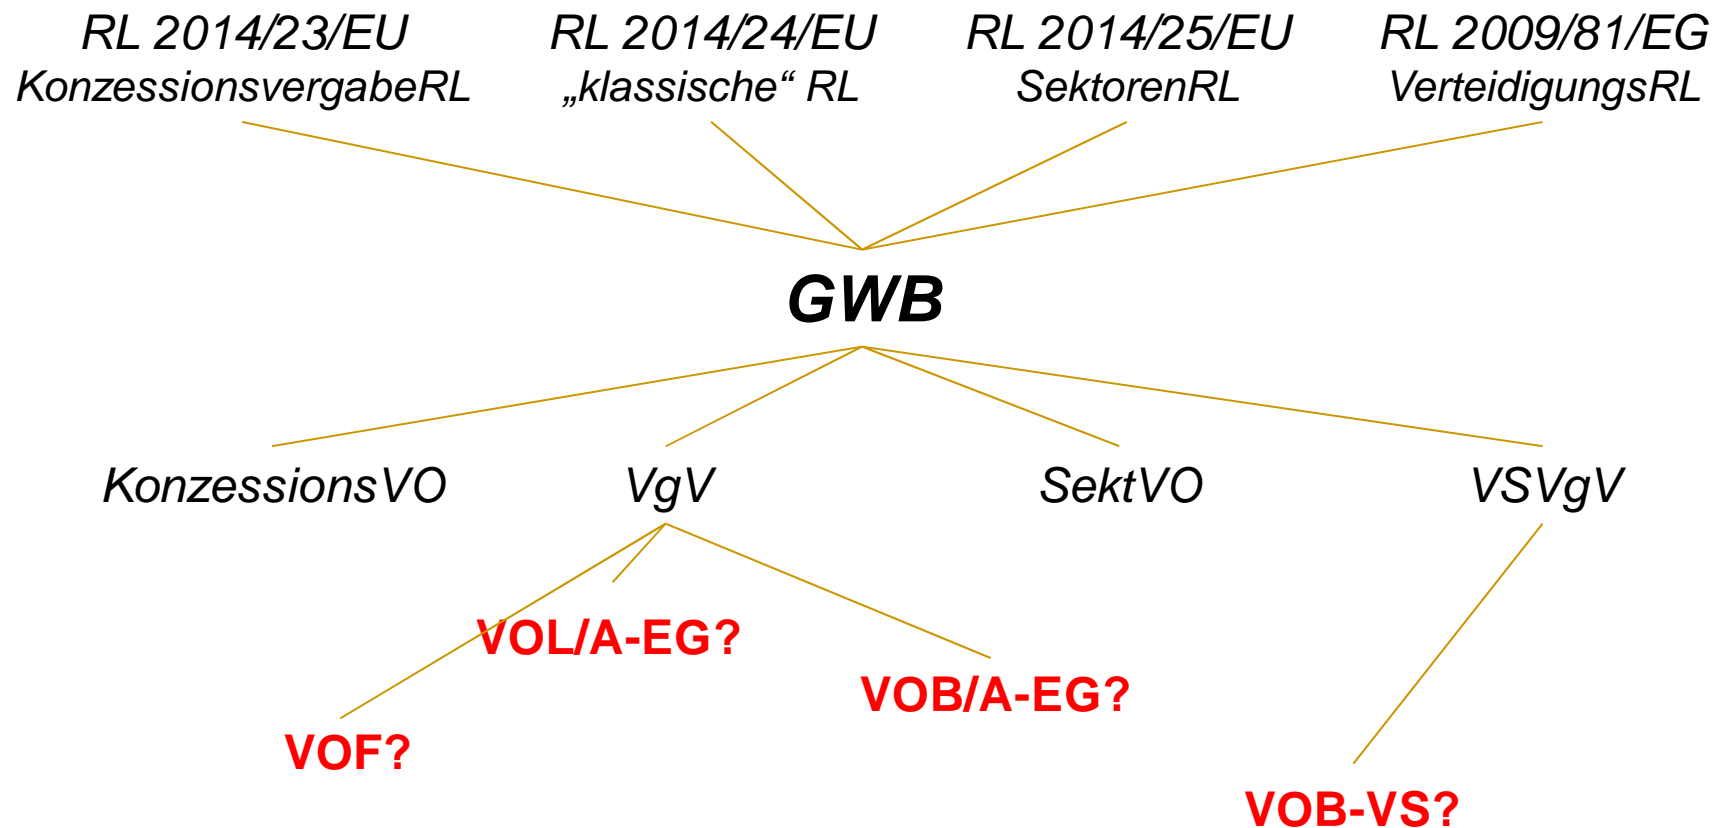 RL 2014/23/EU
KonzessionsvergabeRL
RL 2014/24/EU
„klassische“ RL
RL 2014/25/EU
SektorenRL
RL 2009/81/EG
VerteidigungsRL
GWB
KonzessionsVO
VgV
SektVO
VSVgV
VOL/A-EG?
VOB/A-EG?
VOF?
VOB-VS?